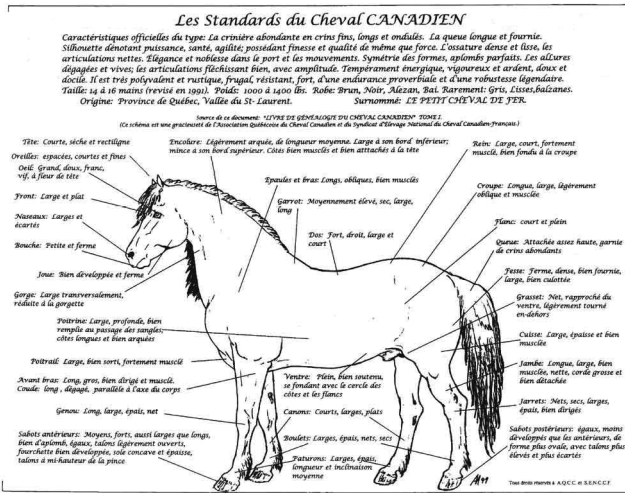 Les Standards du Cheval CANADIEN
Caractéristiques officielles du type: La crinière abondante en crins fins, longs et ondulés. La queue longue et fournie.
Silhouette dénotant puissance, santé, agilité; possédant finesse et qualité de même que force. L'ossature dense et lisse, les
articulations nettes. Élégance et noblesse dans le port et les mouvements. Symétrie des formes, aplombs parfaits. Les allures
dégagées et vives; les articulations fléchissant bien, avec amplitude. Tempérament énergique, vigoureux et ardent, doux et
docile. Il est très polyvalent et rustique, frugal, résistant, fort, d'une endurance proverbiale et d'une robustesse légendaire.
Taille: 14 à 16 mains (revisé en 1991). Poids: 1000 à 1400 lbs. Robe: Brun, Noir, Alezan, Bai. Rarement: Gris, Lisses, balzanes.
Origine: Province de Québec, Vallée du St-Laurent. Surnommé: LE PETIT CHEVAL DE FER.
Source de ce document: "LIVRE DE GÉNÉALOGIE DU CHEVAL CANADIEN" TOME I.
(Ce schéma est une gracieuseté de l'Association Québécoise du Cheval Canadien et du Syndicat d'Élevage National du Cheval Canadien-Français.)
Tête: Courte, sèche et rectiligne
Oreilles: espacées, courtes et fines
Oeil: Grand, doux, franc,
vif, à fleur de tête
Front: Large et plat
Naseaux: Larges et
écartés
Bouche: Petite et ferme
Joue: Bien développée et ferme
Gorge: Large transversalement,
réduite à la gorgette
Encolure: Légèrement arquée, de longueur moyenne. Large à son bord inférieur;
mince à son bord supérieur. Côtés bien musclés et bien atttachés à la tête
Epaules et bras: Longs, obliques, bien musclés
Garrot: Moyennement élevé, sec, large,
long
Dos: Fort, droit, large et
court
Rein: Large, court, fortement
musclé, bien fondu à la croupe
Croupe: Longue, large, légèrement
oblique et musclée
Flanc: court et plein
Queue: Attachée assez haute, garnie
de crins abondants
Fesse: Ferme, dense, bien fournie,
large, bien culottée
Grasset: Net, rapproché du
ventre, légèrement tourné
en-dehors
Cuisse: Large, épaisse et bien
musclée
Jambe: Longue, large, bien
musclée, nette, corde grosse et
bien détachée
Jarrets: Nets, secs, larges,
épais, bien dirigés
Sabots postérieurs: égaux, moins
développés que les antérieurs, de
forme plus ovale, avec talons plus
élevés et plus écartés
Poitrine: Large, profonde, bien
remplie au passage des sangles;
côtes longues et bien arquées
Poitrail: Large, bien sorti, fortement musclé
Avant bras: Long, gros, bien dirigé et musclé.
Coude: long, dégagé, parallèle à l'axe du corps
Genou: Long, large, épais, net
Sabots antérieurs: Moyens, forts, aussi larges que longs,
bien d'aplomb, égaux, talons légèrement ouverts,
fourchette bien développée, sole concave et épaisse,
talons à mi-hauteur de la pince
Ventre: Plein, bien soutenu,
se fondant avec le cercle des
côtes et les flancs
Canons: Courts, larges, plats
Boulets: Larges, épais, nets, secs
Paturons: Larges, épais,
longueur et inclinaison
moyenne
Tous droits réservés à A.Q.C.C. et S.E.N.C.C.F.